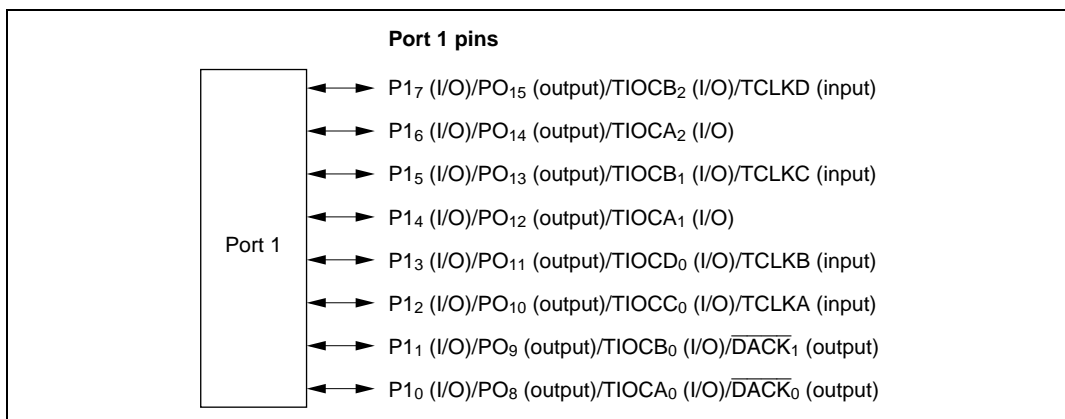 Port 1 pins
P1₇ (I/O)/PO₁₅ (output)/TIOCB₂ (I/O)/TCLKD (input)
P1₆ (I/O)/PO₁₄ (output)/TIOCA₂ (I/O)
P1₅ (I/O)/PO₁₃ (output)/TIOCB₁ (I/O)/TCLKC (input)
P1₄ (I/O)/PO₁₂ (output)/TIOCA₁ (I/O)
Port 1
P1₃ (I/O)/PO₁₁ (output)/TIOCD₀ (I/O)/TCLKB (input)
P1₂ (I/O)/PO₁₀ (output)/TIOCC₀ (I/O)/TCLKA (input)
P1₁ (I/O)/PO₉ (output)/TIOCB₀ (I/O)/D̅A̅C̅K̅₁ (output)
P1₀ (I/O)/PO₈ (output)/TIOCA₀ (I/O)/D̅A̅C̅K̅₀ (output)